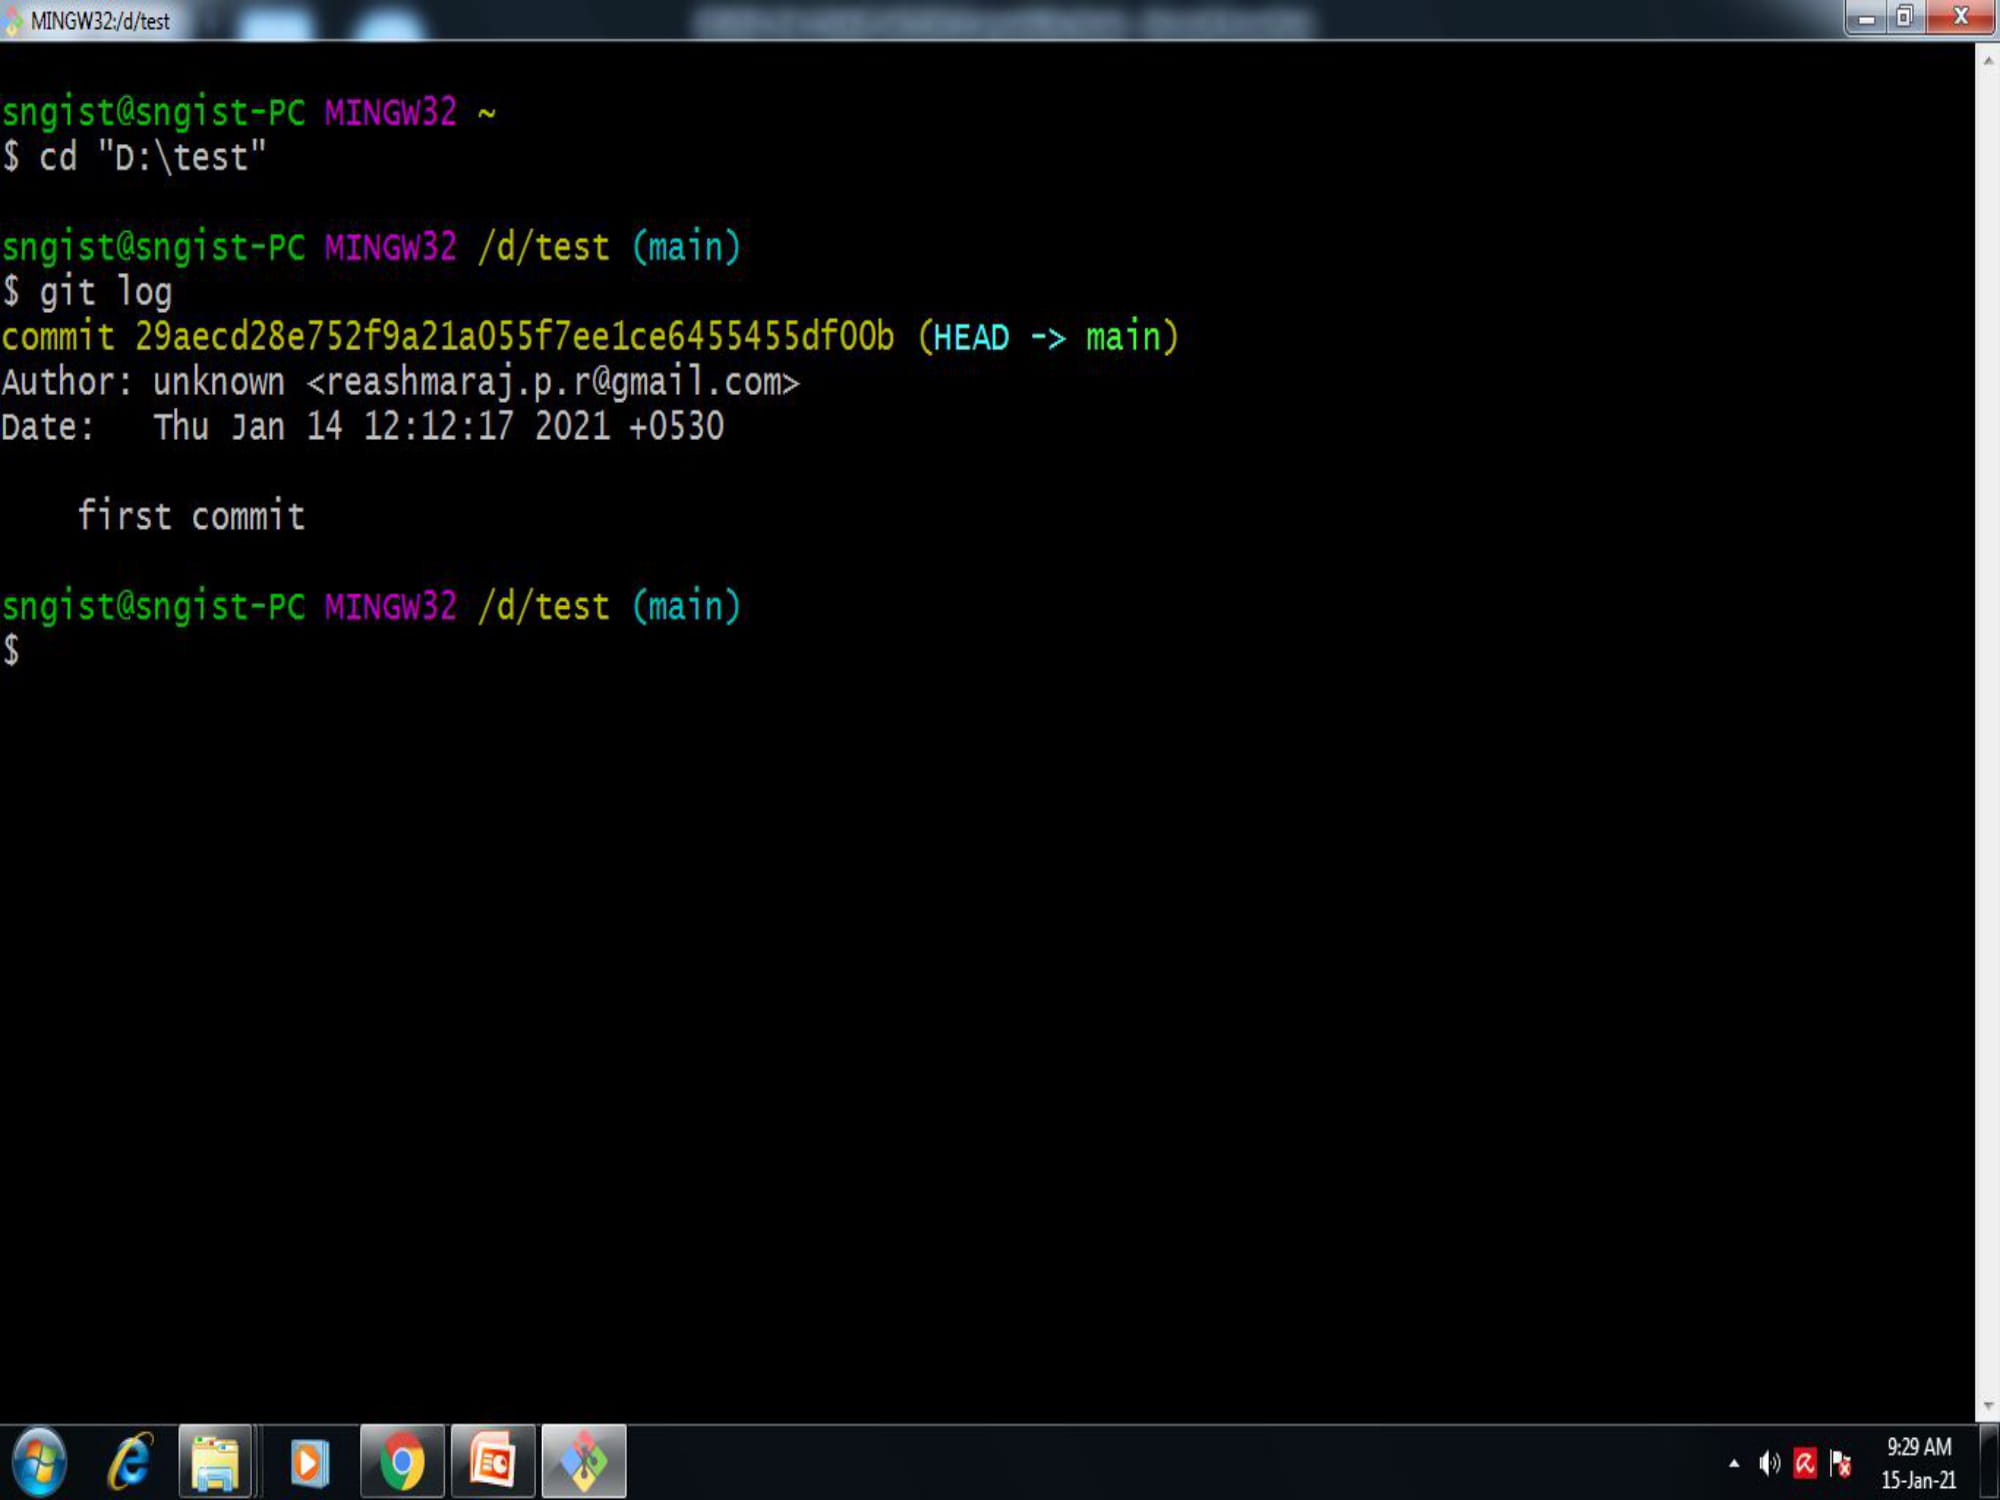 MINGW32:/d/test
sngist@sngist-PC MINGW32 ~
$ cd "D:\test"
sngist@sngist-PC MINGW32 /d/test (main)
$ git log
commit 29aecd28e752f9a21a055f7ee1ce6455455df00b (HEAD -> main)
Author: unknown <reashmaraj.p.r@gmail.com>
Date:   Thu Jan 14 12:12:17 2021 +0530
    first commit
sngist@sngist-PC MINGW32 /d/test (main)
$
9:29 AM
15-Jan-21